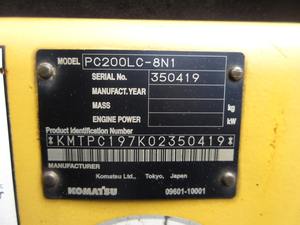 MODEL PC200LC-8N1
SERIAL No. 350419
MANUFACT.YEAR
MASS kg
ENGINE POWER kW
Product Identification Number
*KMTPC197K02350419*
MANUFACTURER
Komatsu Ltd., Tokyo, Japan
KOMATSU 09601-10001